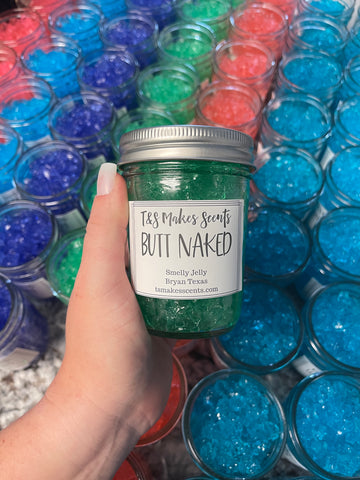 T&S Makes Scents
BUTT NAKED
Smelly Jelly
Bryan Texas
tsmakesscents.com